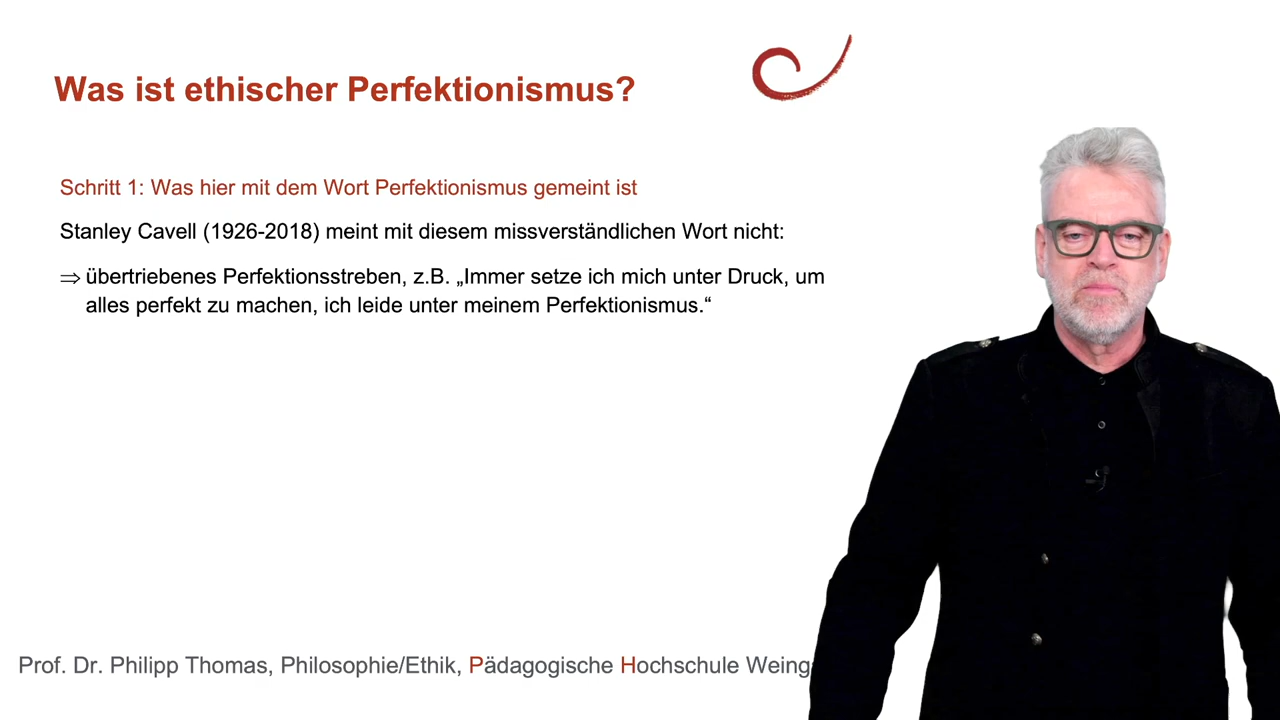 Was ist ethischer Perfektionismus?
Schritt 1: Was hier mit dem Wort Perfektionismus gemeint ist
Stanley Cavell (1926-2018) meint mit diesem missverständlichen Wort nicht:
⇒ übertriebenes Perfektionsstreben, z.B. „Immer setze ich mich unter Druck, um
alles perfekt zu machen, ich leide unter meinem Perfektionismus.“
Prof. Dr. Philipp Thomas, Philosophie/Ethik, Pädagogische Hochschule Weing